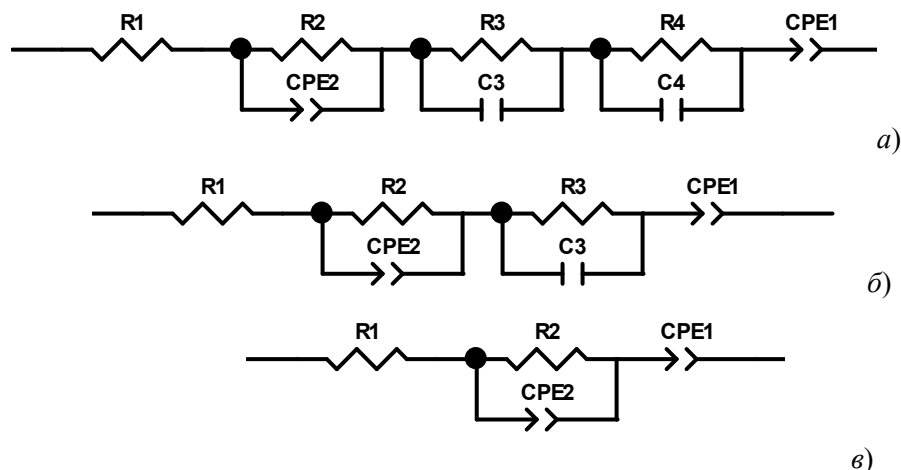 R1 R2 R3 R4 CPE1
CPE2 C3 C4
а)
R1 R2 R3 CPE1
CPE2 C3
б)
R1 R2 CPE1
CPE2
в)